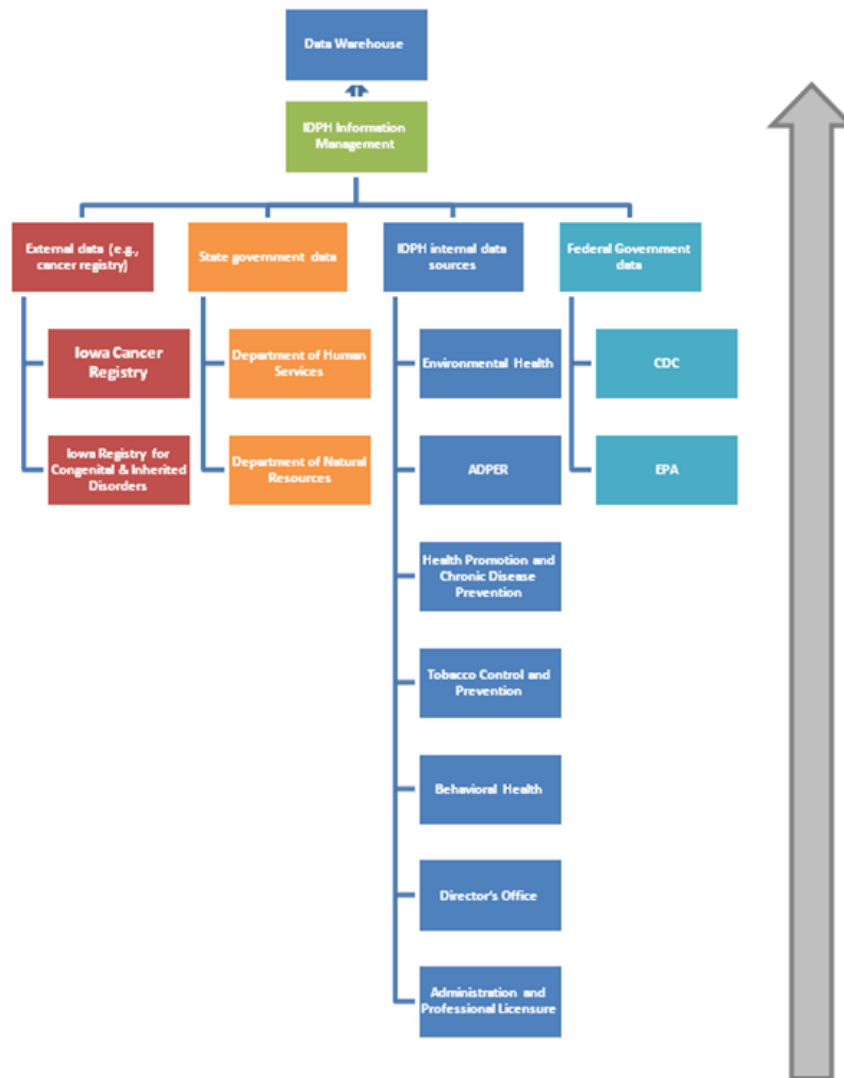 Data Warehouse
IDPH Information
Management
External data (e.g.,
cancer registry)
State government data
IDPH internal data
sources
Federal Government
data
Iowa Cancer
Registry
Department of Human
Services
Environmental Health
CDC
Iowa Registry for
Congenital & Inherited
Disorders
Department of Natural
Resources
ADPER
EPA
Health Promotion and
Chronic Disease
Prevention
Tobacco Control and
Prevention
Behavioral Health
Director's Office
Administration and
Professional Licensure